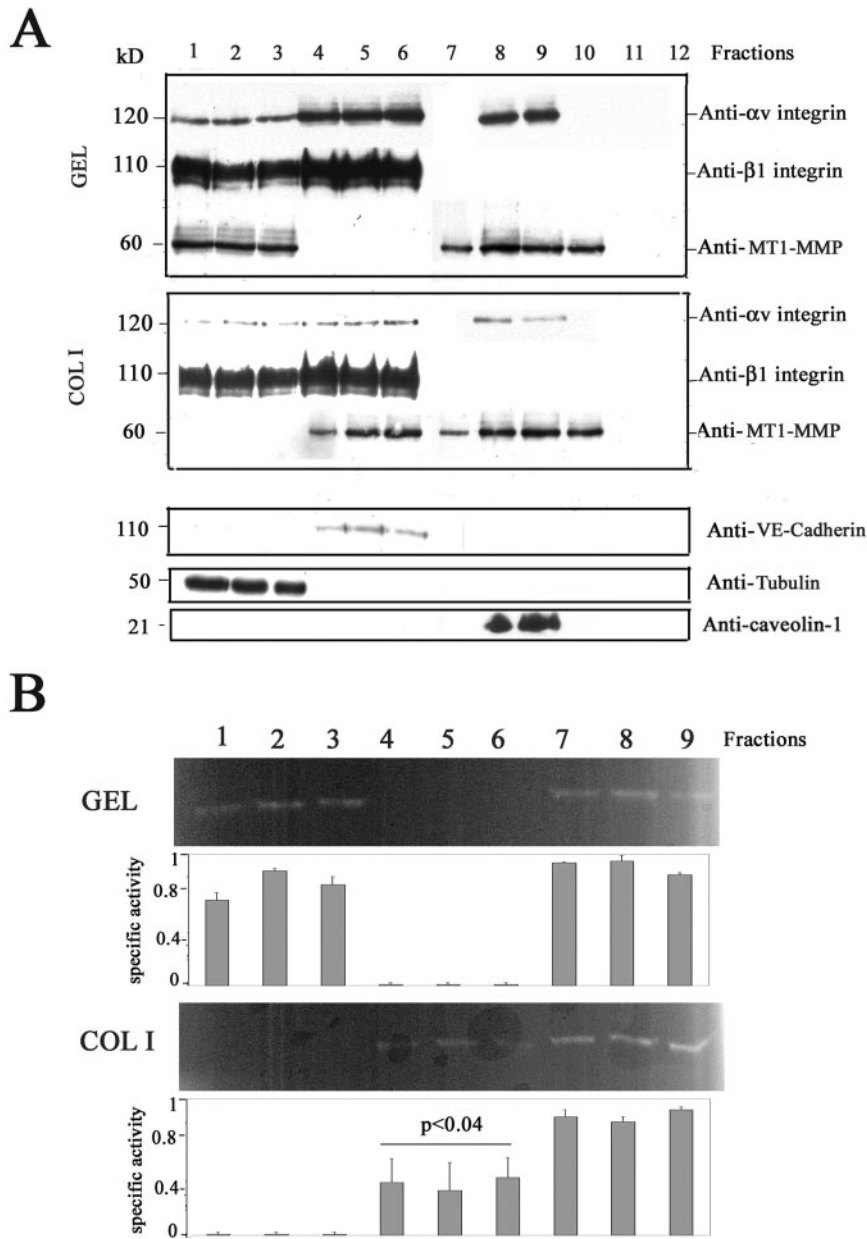 A
kD 1 2 3 4 5 6 7 8 9 10 11 12 Fractions
GEL
120 Anti-αv integrin
110 Anti-β1 integrin
60 Anti-MT1-MMP
COL I
120 Anti-αv integrin
110 Anti-β1 integrin
60 Anti-MT1-MMP
110 Anti-VE-Cadherin
50 Anti-Tubulin
21 Anti-caveolin-1
B
1 2 3 4 5 6 7 8 9 Fractions
GEL
specific activity
1
0.8
0.4
0
COL I
specific activity
1
0.8
0.4
0
p<0.04